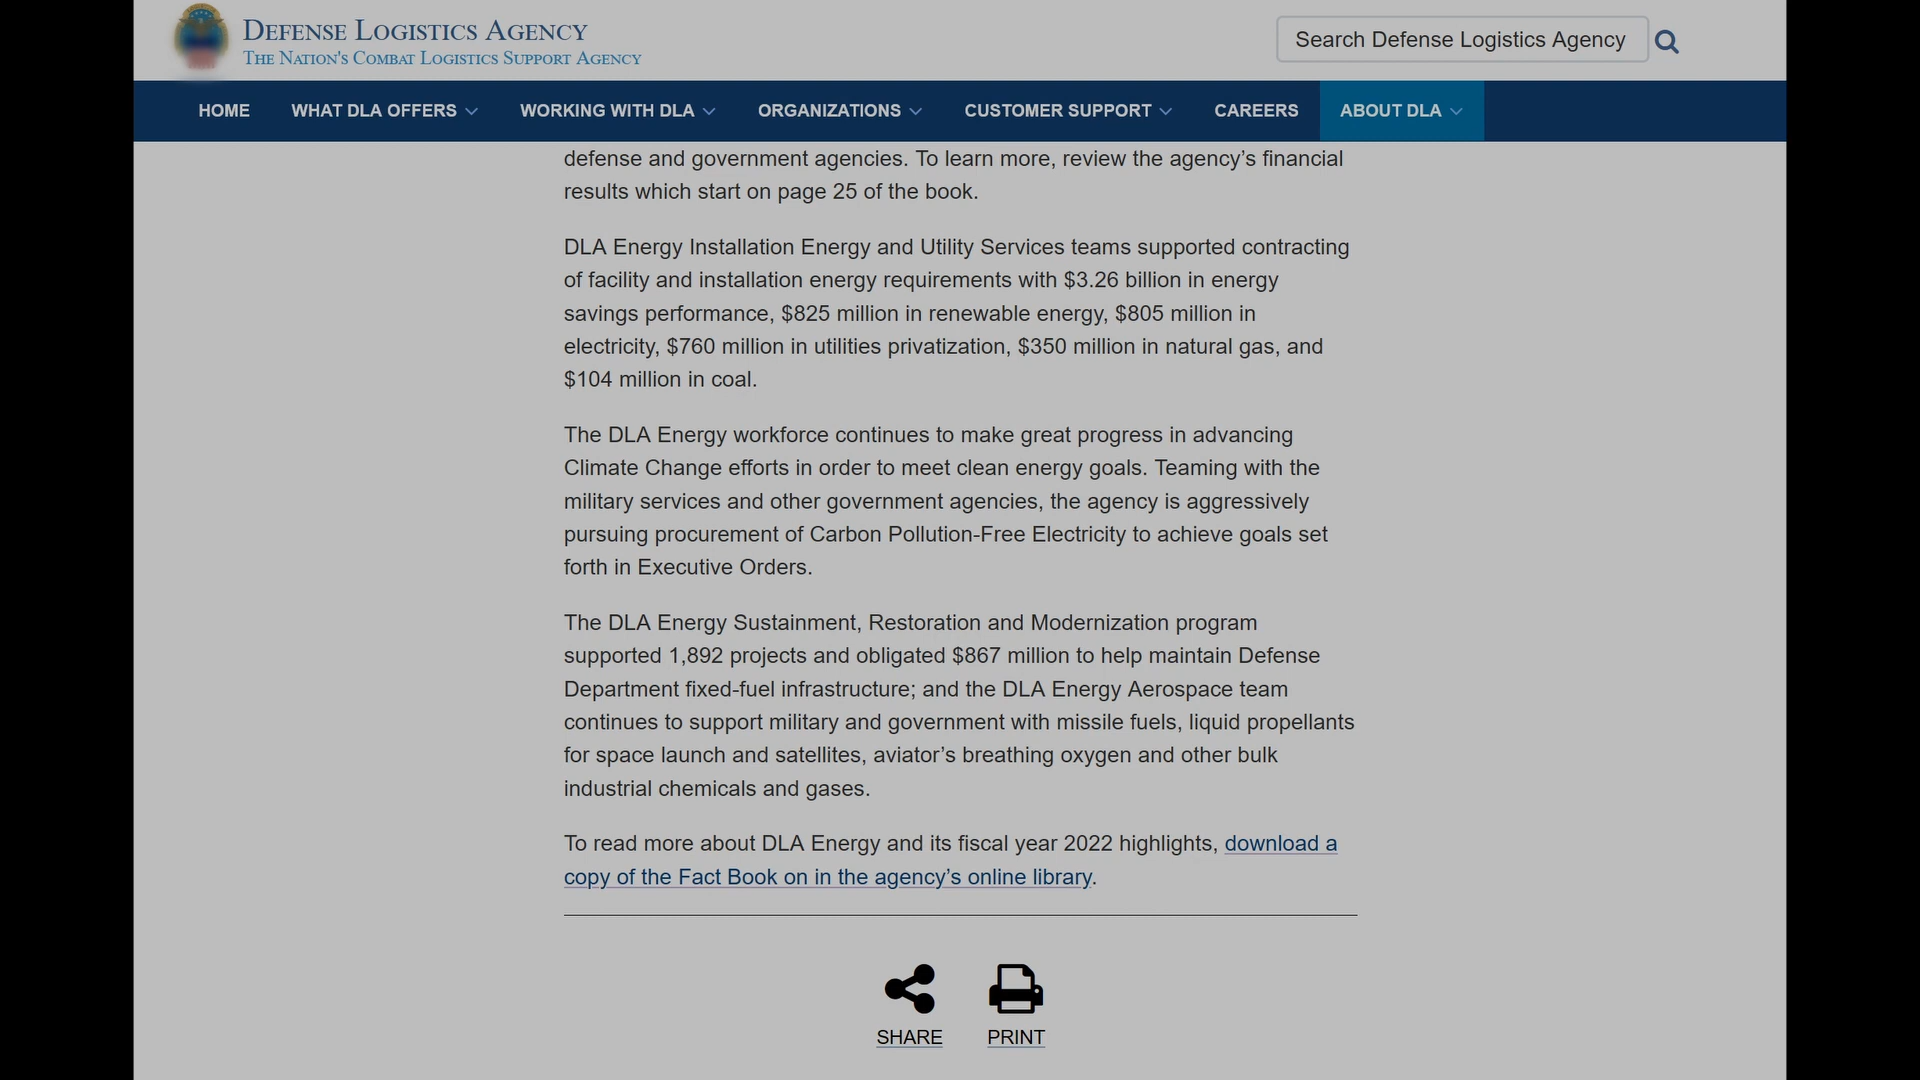 DEFENSE LOGISTICS AGENCY
THE NATION'S COMBAT LOGISTICS SUPPORT AGENCY
Search Defense Logistics Agency
HOME WHAT DLA OFFERS WORKING WITH DLA ORGANIZATIONS CUSTOMER SUPPORT CAREERS ABOUT DLA
defense and government agencies. To learn more, review the agency’s financial
results which start on page 25 of the book.
DLA Energy Installation Energy and Utility Services teams supported contracting
of facility and installation energy requirements with $3.26 billion in energy
savings performance, $825 million in renewable energy, $805 million in
electricity, $760 million in utilities privatization, $350 million in natural gas, and
$104 million in coal.
The DLA Energy workforce continues to make great progress in advancing
Climate Change efforts in order to meet clean energy goals. Teaming with the
military services and other government agencies, the agency is aggressively
pursuing procurement of Carbon Pollution-Free Electricity to achieve goals set
forth in Executive Orders.
The DLA Energy Sustainment, Restoration and Modernization program
supported 1,892 projects and obligated $867 million to help maintain Defense
Department fixed-fuel infrastructure; and the DLA Energy Aerospace team
continues to support military and government with missile fuels, liquid propellants
for space launch and satellites, aviator’s breathing oxygen and other bulk
industrial chemicals and gases.
To read more about DLA Energy and its fiscal year 2022 highlights, download a
copy of the Fact Book on in the agency’s online library.
SHARE PRINT